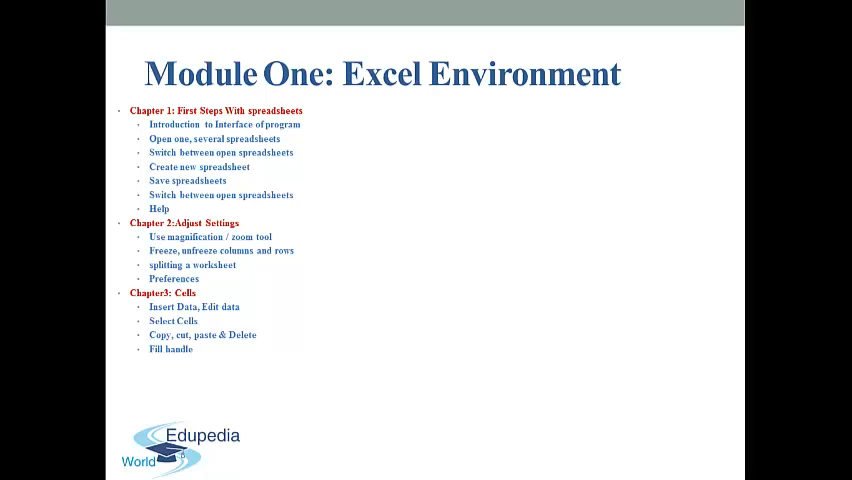 Module One: Excel Environment
Chapter 1: First Steps With spreadsheets
Introduction to Interface of program
Open one, several spreadsheets
Switch between open spreadsheets
Create new spreadsheet
Save spreadsheets
Switch between open spreadsheets
Help
Chapter 2:Adjust Settings
Use magnification / zoom tool
Freeze, unfreeze columns and rows
splitting a worksheet
Preferences
Chapter3: Cells
Insert Data, Edit data
Select Cells
Copy, cut, paste & Delete
Fill handle
Edupedia
World